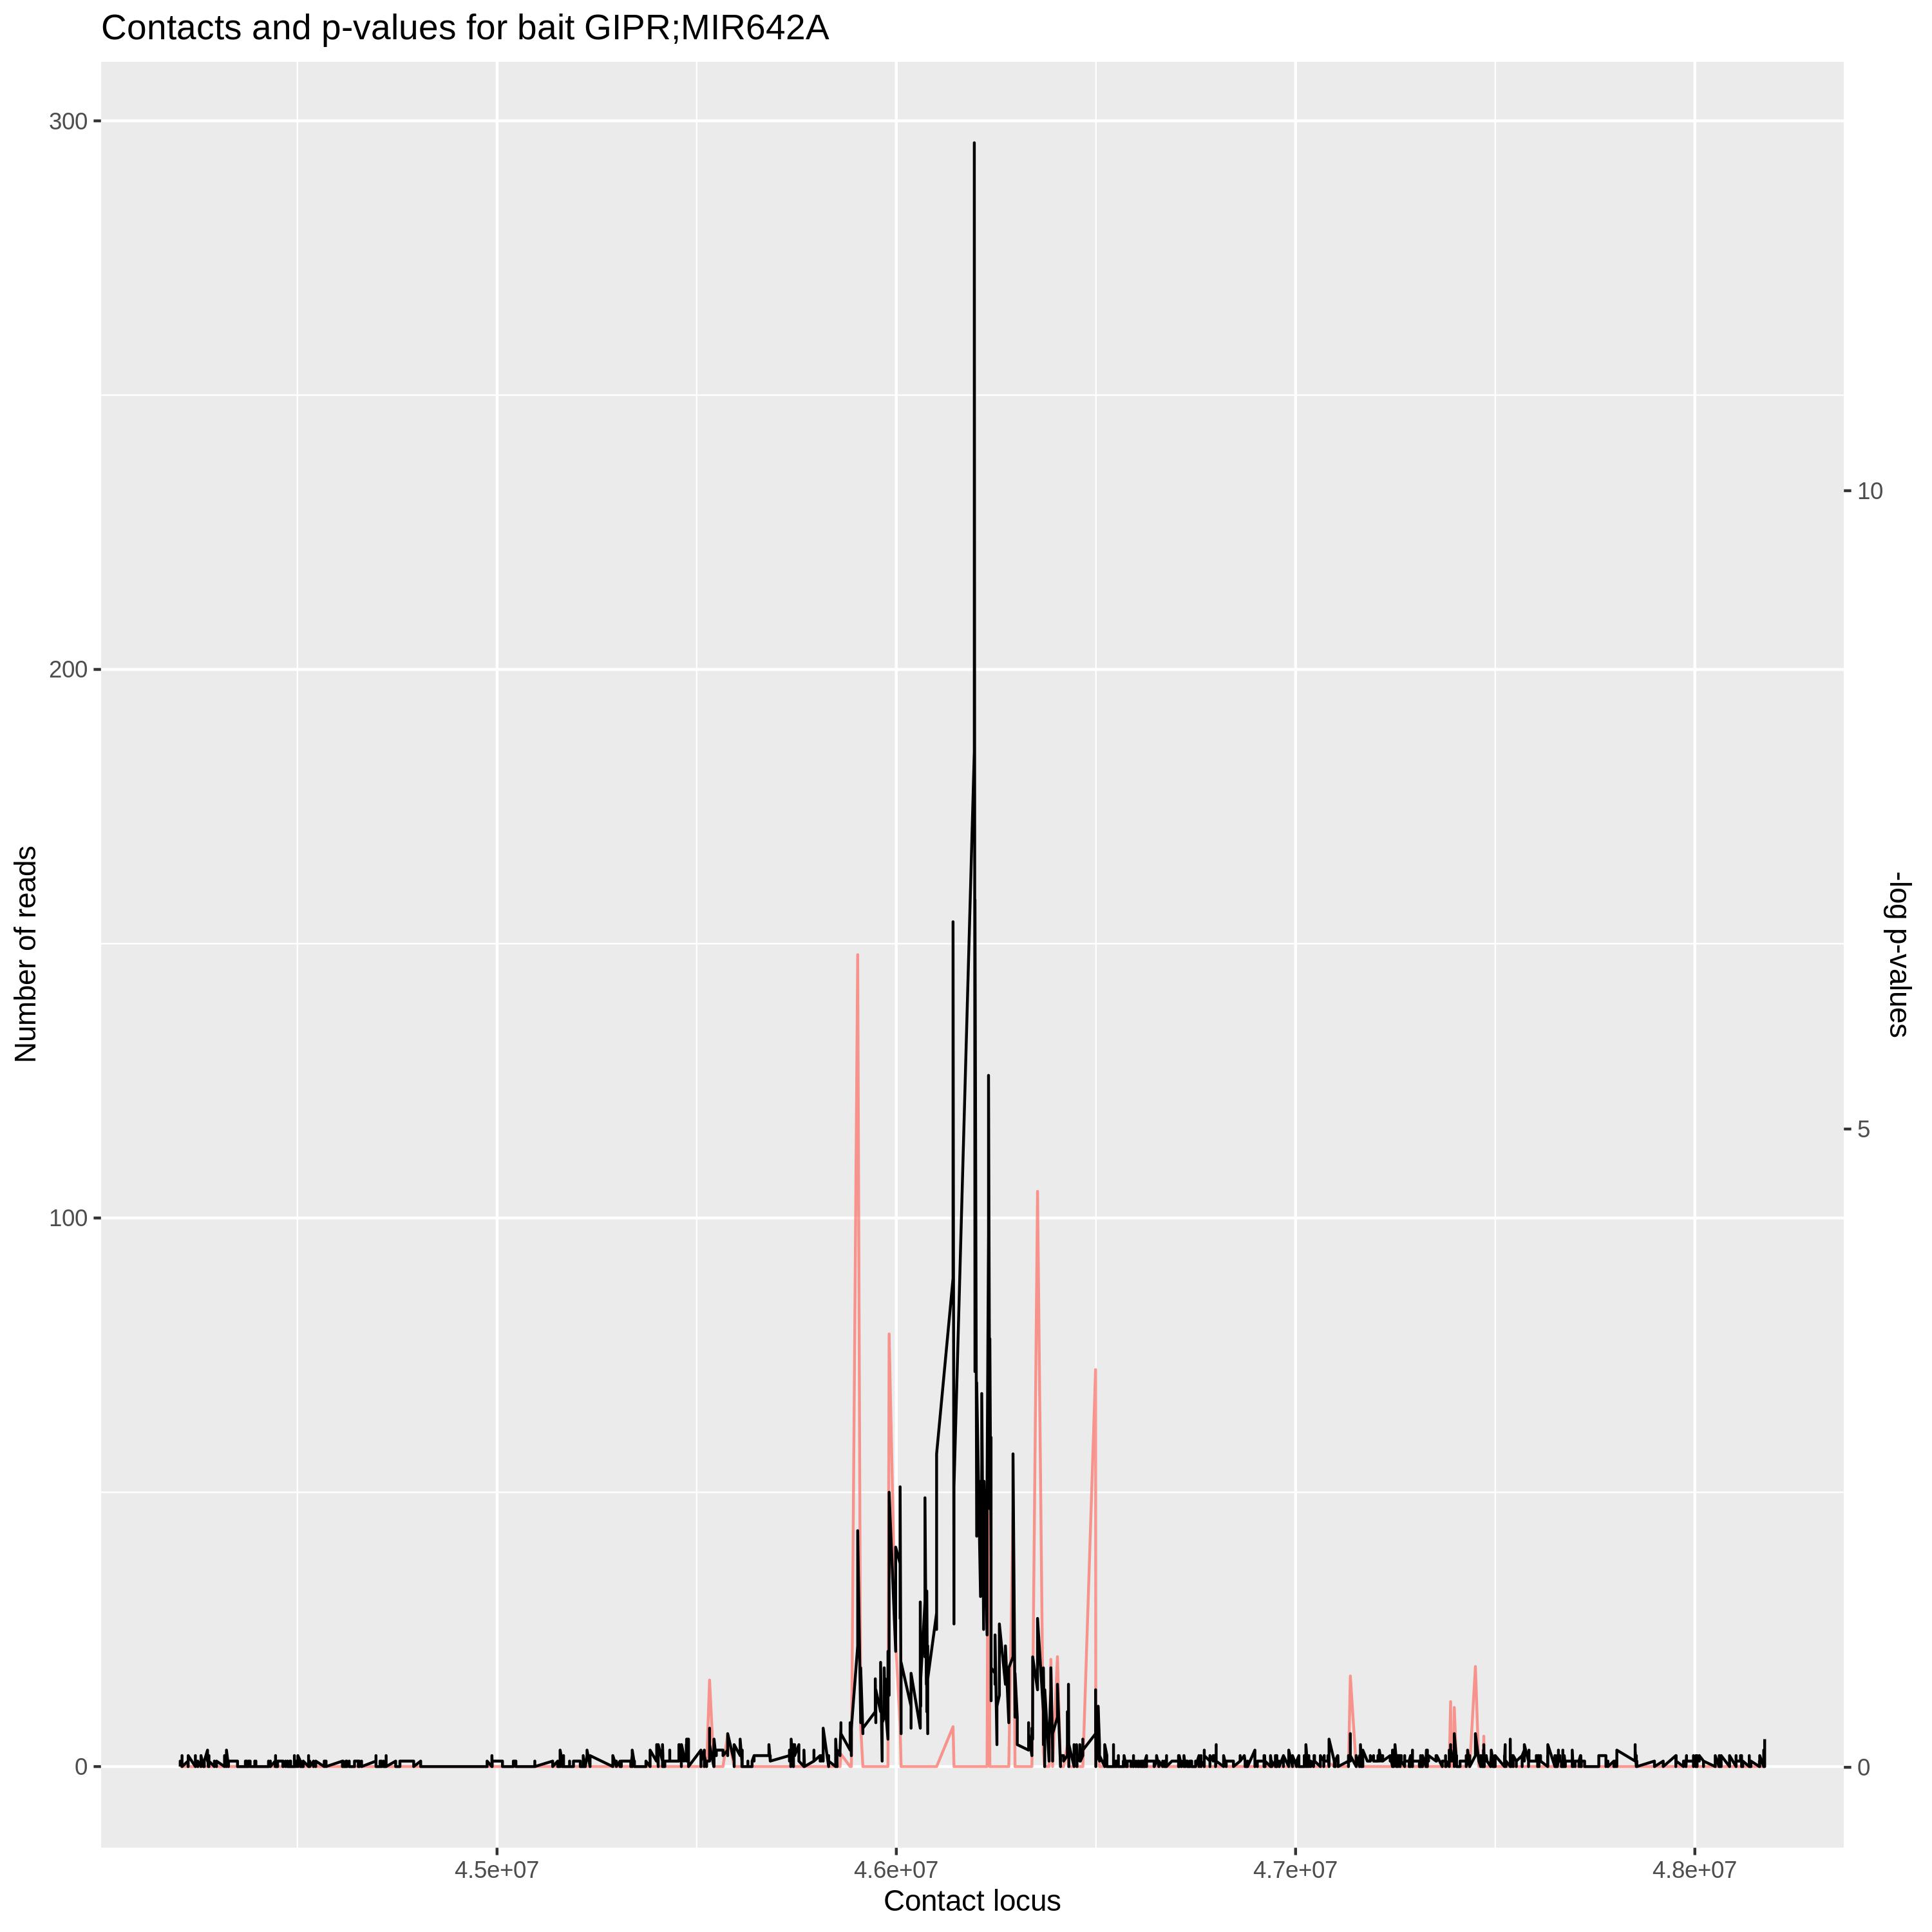 Contacts and p-values for bait GIPR;MIR642A
300
200
100
0
Number of reads
10
5
0
-log p-values
4.5e+07 4.6e+07 4.7e+07 4.8e+07
Contact locus